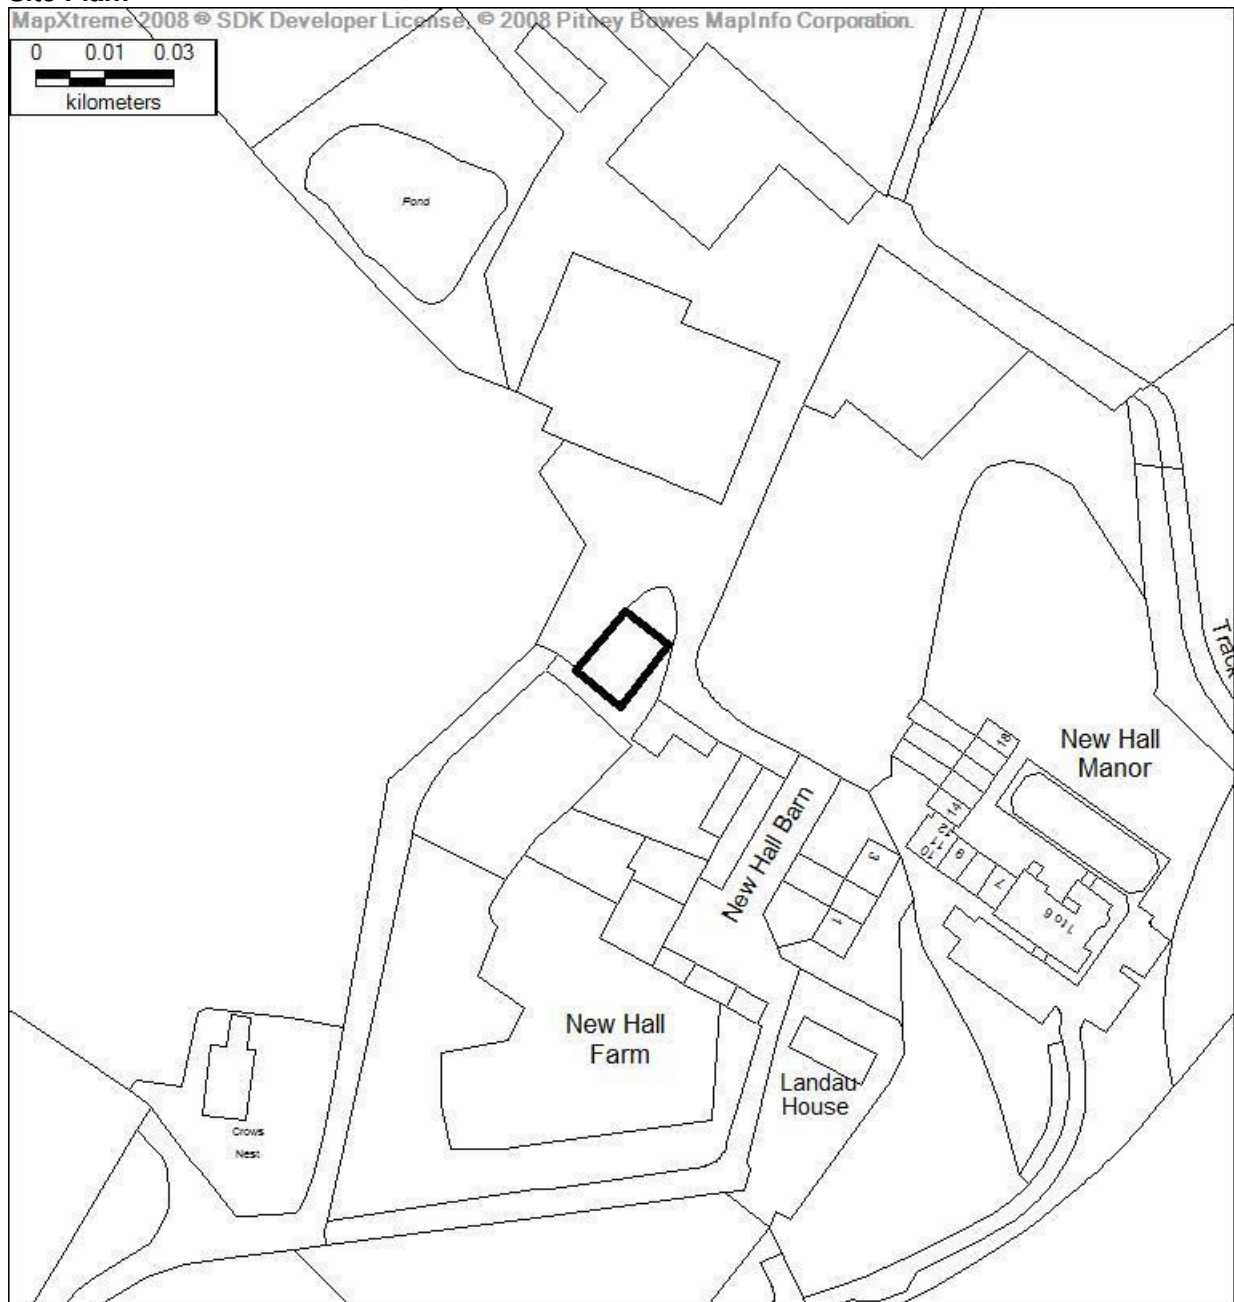 MapXtreme 2008 ® SDK Developer License, © 2008 Pitney Bowes MapInfo Corporation.
0 0.01 0.03
kilometers
Pond
Track
New Hall
Manor
18
14
12
11
10
9
7
1 to 6
New Hall Barn
3
1
New Hall
Farm
Landau
House
Crows
Nest